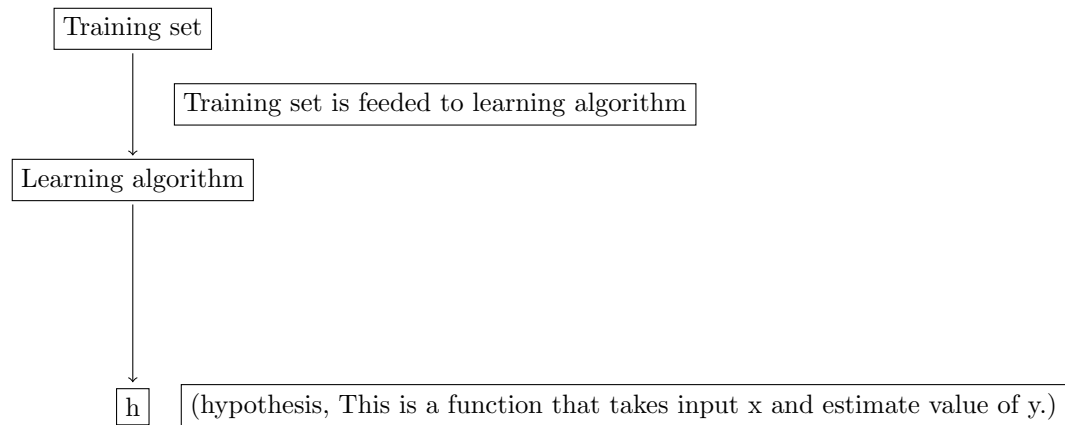 Training set
Training set is feeded to learning algorithm
Learning algorithm
h
(hypothesis, This is a function that takes input x and estimate value of y.)